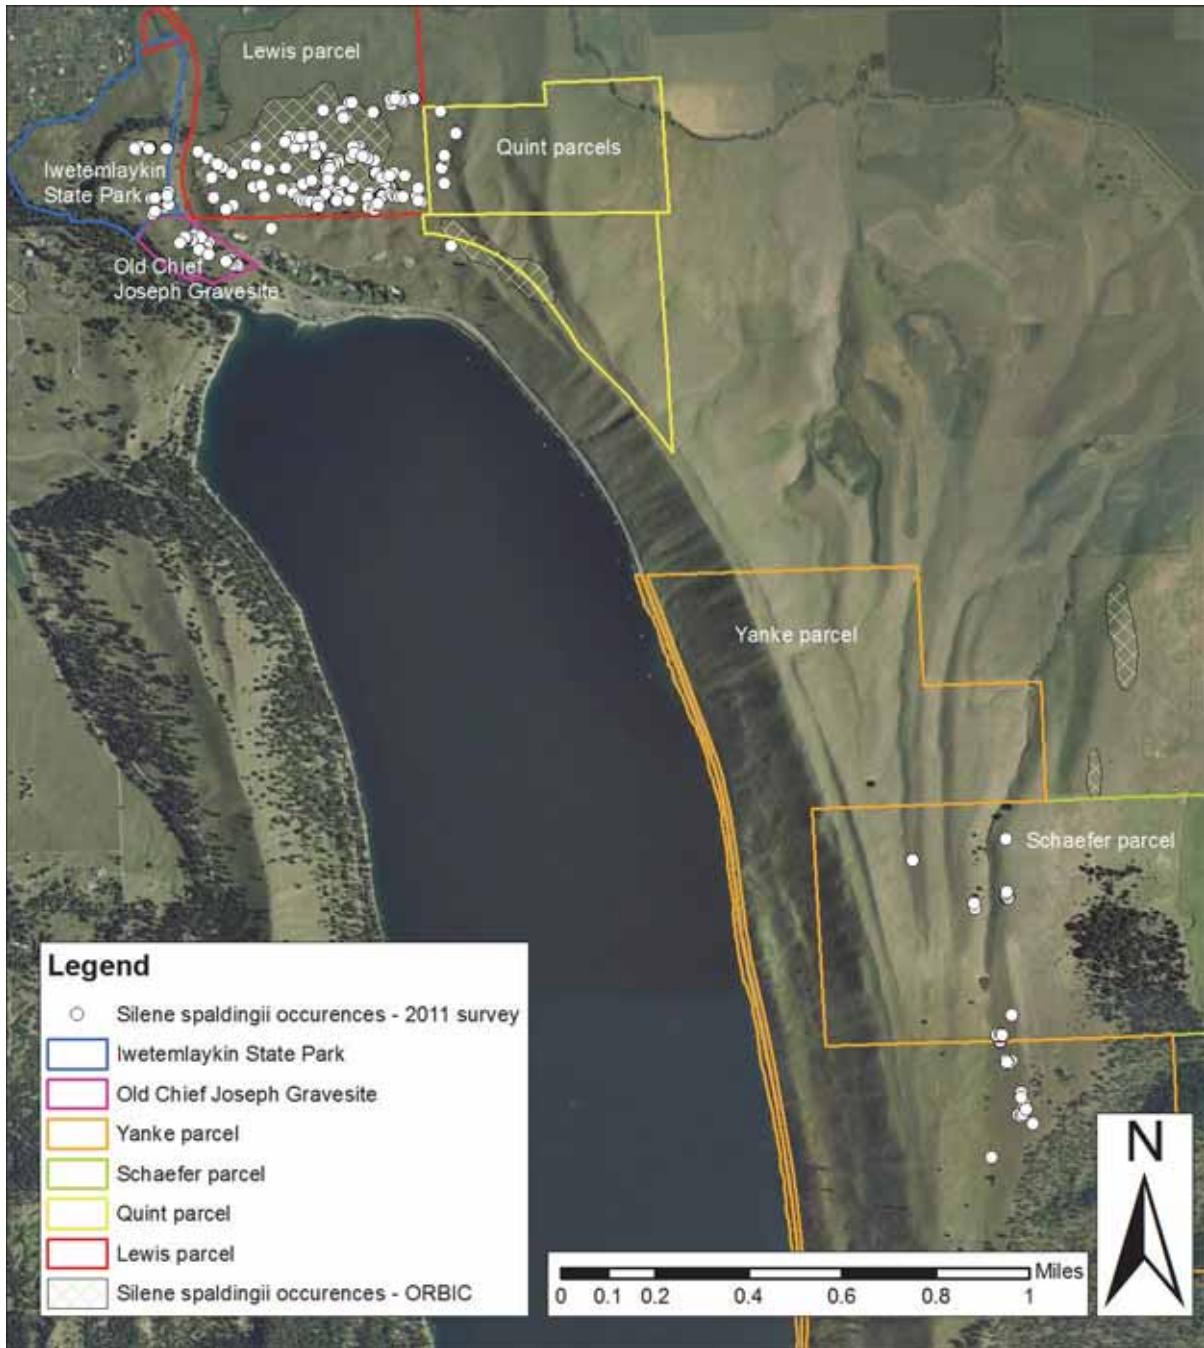 Lewis parcel
Quint parcels
Iwetemlaykin
State Park
Old Chief
Joseph Gravesite
Yanke parcel
Schaefer parcel
Legend
Silene spaldingii occurences - 2011 survey
Iwetemlaykin State Park
Old Chief Joseph Gravesite
Yanke parcel
Schaefer parcel
Quint parcel
Lewis parcel
Silene spaldingii occurences - ORBIC
N
Miles
0 0.1 0.2 0.4 0.6 0.8 1